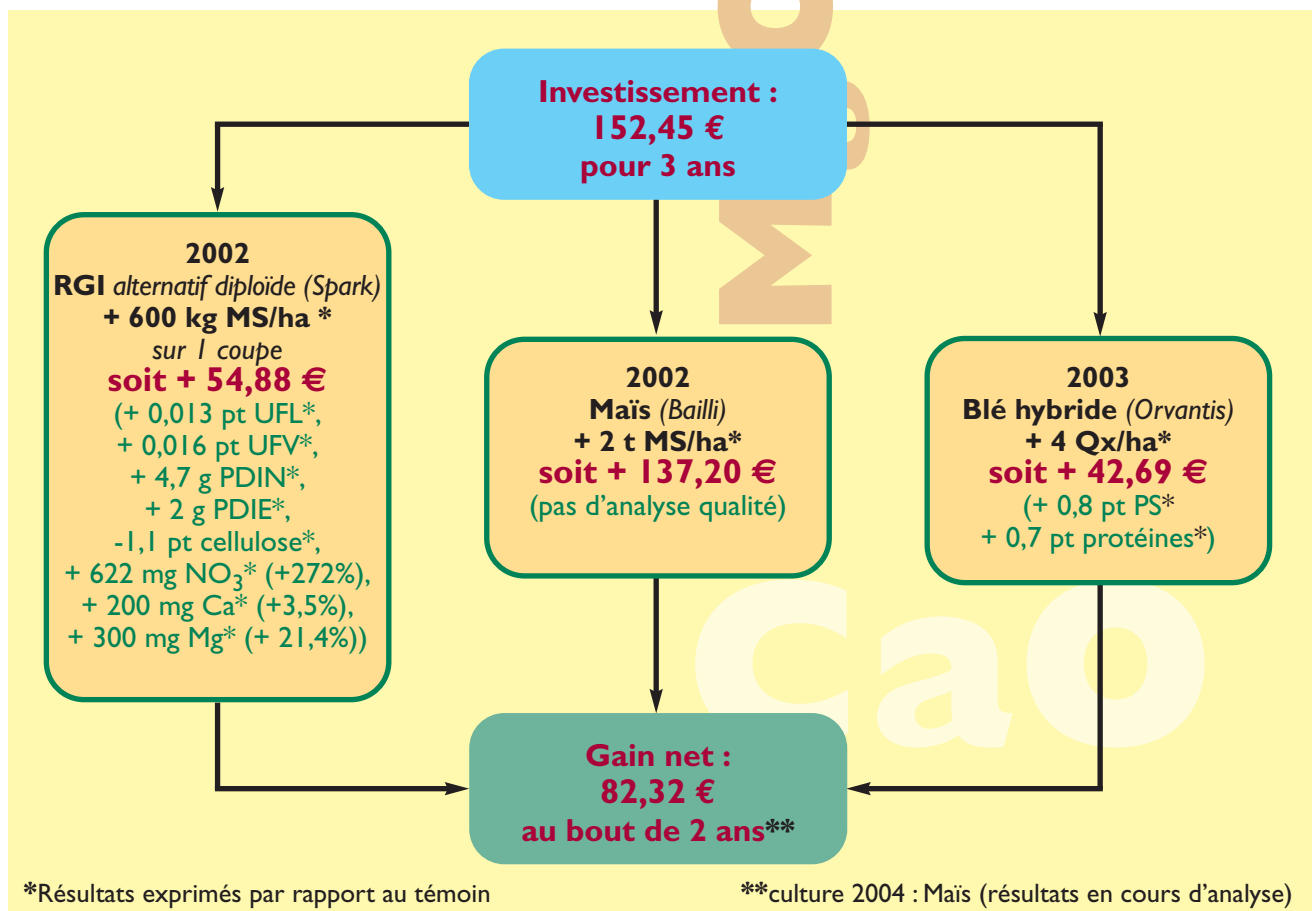 Investissement :
152,45 €
pour 3 ans
2002
RGI alternatif diploïde (Spark)
+ 600 kg MS/ha *
sur 1 coupe
soit + 54,88 €
(+ 0,013 pt UFL*,
+ 0,016 pt UFV*,
+ 4,7 g PDIN*,
+ 2 g PDIE*,
-1,1 pt cellulose*,
+ 622 mg NO₃* (+272%),
+ 200 mg Ca* (+3,5%),
+ 300 mg Mg* (+ 21,4%))
2002
Maïs (Bailli)
+ 2 t MS/ha*
soit + 137,20 €
(pas d’analyse qualité)
2003
Blé hybride (Orvantis)
+ 4 Qx/ha*
soit + 42,69 €
(+ 0,8 pt PS*
+ 0,7 pt protéines*)
Gain net :
82,32 €
au bout de 2 ans**
*Résultats exprimés par rapport au témoin
**culture 2004 : Maïs (résultats en cours d’analyse)
MgO
CaO